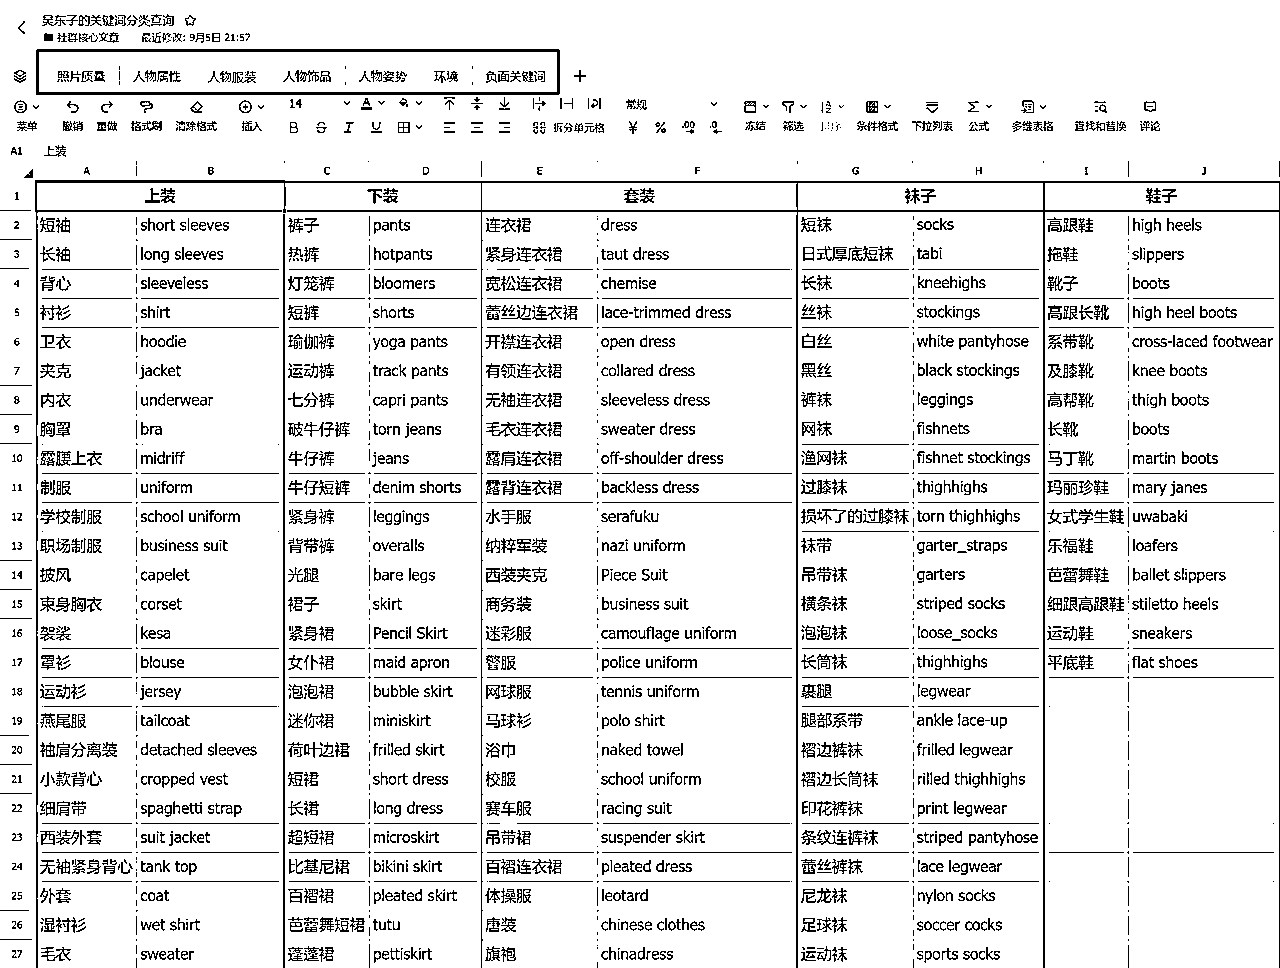 吴东子的关键词分类查询
社群核心文章 最近修改: 9月5日 21:57
照片质量 人物属性 人物服装 人物饰品 人物姿势 环境 负面关键词 +
14 A 常规
菜单 撤销 重做 格式刷 清除格式 插入 B S I U 拆分单元格 ¥ % .00 .0 冻结 筛选 排序 条件格式 下拉列表 公式 多维表格 查找和替换 评论
A1 上装
A B C D E F G H I J
1 上装 下装 套装 袜子 鞋子
2 短袖 short sleeves 裤子 pants 连衣裙 dress 短袜 socks 高跟鞋 high heels
3 长袖 long sleeves 热裤 hotpants 紧身连衣裙 taut dress 日式厚底短袜 tabi 拖鞋 slippers
4 背心 sleeveless 灯笼裤 bloomers 宽松连衣裙 chemise 长袜 kneehighs 靴子 boots
5 衬衫 shirt 短裤 shorts 蕾丝边连衣裙 lace-trimmed dress 丝袜 stockings 高跟长靴 high heel boots
6 卫衣 hoodie 瑜伽裤 yoga pants 开襟连衣裙 open dress 白丝 white pantyhose 系带靴 cross-laced footwear
7 夹克 jacket 运动裤 track pants 有领连衣裙 collared dress 黑丝 black stockings 及膝靴 knee boots
8 内衣 underwear 七分裤 capri pants 无袖连衣裙 sleeveless dress 裤袜 leggings 高帮靴 thigh boots
9 胸罩 bra 破牛仔裤 torn jeans 毛衣连衣裙 sweater dress 网袜 fishnets 长靴 boots
10 露腰上衣 midriff 牛仔裤 jeans 露肩连衣裙 off-shoulder dress 渔网袜 fishnet stockings 马丁靴 martin boots
11 制服 uniform 牛仔短裤 denim shorts 露背连衣裙 backless dress 过膝袜 thighhighs 玛丽珍鞋 mary janes
12 学校制服 school uniform 紧身裤 leggings 水手服 serafuku 损坏了的过膝袜 torn thighhighs 女式学生鞋 uwabaki
13 职场制服 business suit 背带裤 overalls 纳粹军装 nazi uniform 袜带 garter_straps 乐福鞋 loafers
14 披风 capelet 光腿 bare legs 西装夹克 Piece Suit 吊带袜 garters 芭蕾舞鞋 ballet slippers
15 束身胸衣 corset 裙子 skirt 商务装 business suit 横条袜 striped socks 细跟高跟鞋 stiletto heels
16 袈裟 kesa 紧身裙 Pencil Skirt 迷彩服 camouflage uniform 泡泡袜 loose_socks 运动鞋 sneakers
17 罩衫 blouse 女仆裙 maid apron 警服 police uniform 长筒袜 thighhighs 平底鞋 flat shoes
18 运动衫 jersey 泡泡裙 bubble skirt 网球服 tennis uniform 裹腿 legwear
19 燕尾服 tailcoat 迷你裙 miniskirt 马球衫 polo shirt 腿部系带 ankle lace-up
20 袖肩分离装 detached sleeves 荷叶边裙 frilled skirt 浴巾 naked towel 褶边裤袜 frilled legwear
21 小款背心 cropped vest 短裙 short dress 校服 school uniform 褶边长筒袜 rilled thighhighs
22 细肩带 spaghetti strap 长裙 long dress 赛车服 racing suit 印花裤袜 print legwear
23 西装外套 suit jacket 超短裙 microskirt 吊带裙 suspender skirt 条纹连裤袜 striped pantyhose
24 无袖紧身背心 tank top 比基尼裙 bikini skirt 百褶连衣裙 pleated dress 蕾丝裤袜 lace legwear
25 外套 coat 百褶裙 pleated skirt 体操服 leotard 尼龙袜 nylon socks
26 湿衬衫 wet shirt 芭蕾舞短裙 tutu 唐装 chinese clothes 足球袜 soccer cocks
27 毛衣 sweater 蓬蓬裙 pettiskirt 旗袍 chinadress 运动袜 sports socks